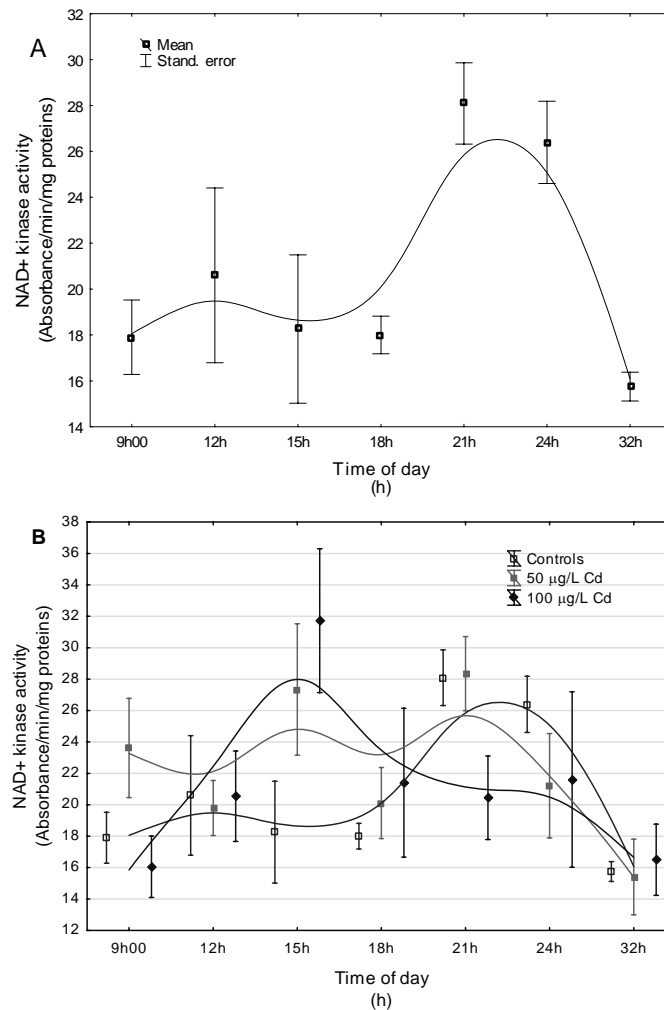 A
Mean
Stand. error
NAD+ kinase activity
(Absorbance/min/mg proteins)
32
30
28
26
24
22
20
18
16
14
9h00 12h 15h 18h 21h 24h 32h
Time of day
(h)
B
Controls
50 µg/L Cd
100 µg/L Cd
NAD+ kinase activity
(Absorbance/min/mg proteins)
38
36
34
32
30
28
26
24
22
20
18
16
14
12
9h00 12h 15h 18h 21h 24h 32h
Time of day
(h)